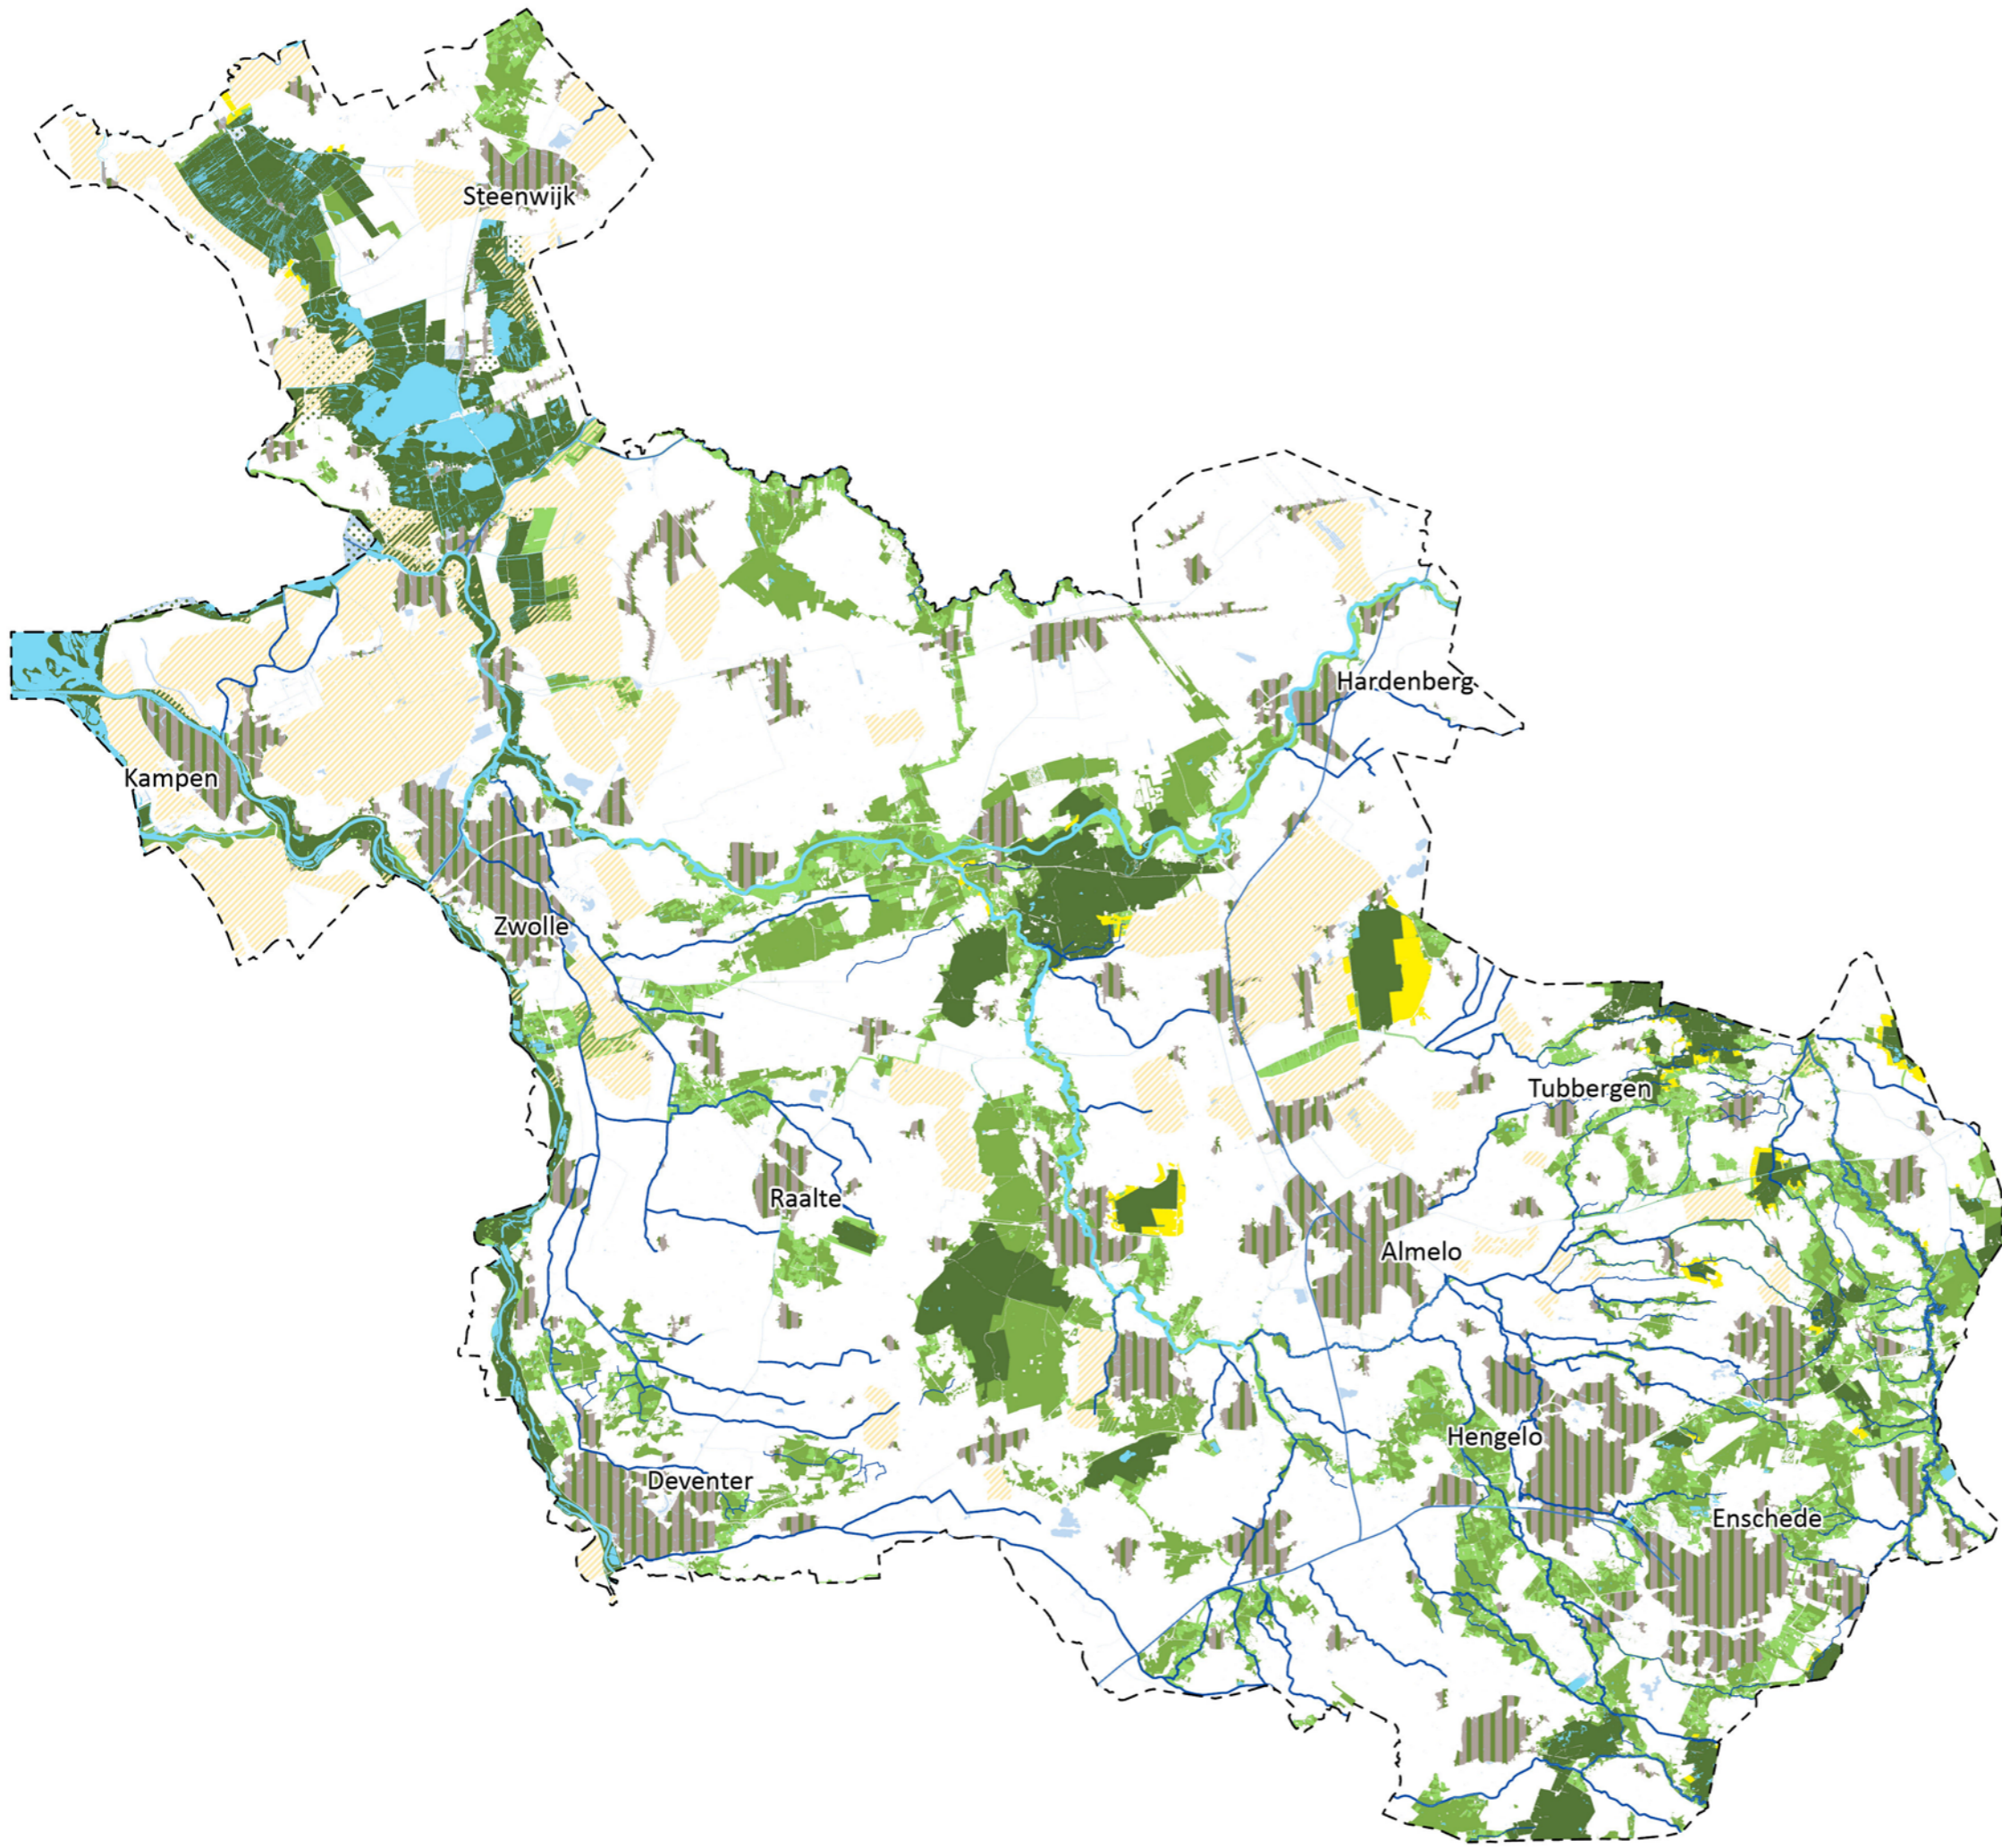 Steenwijk
Hardenberg
Kampen
Zwolle
Tubbergen
Raalte
Almelo
Hengelo
Deventer
Enschede